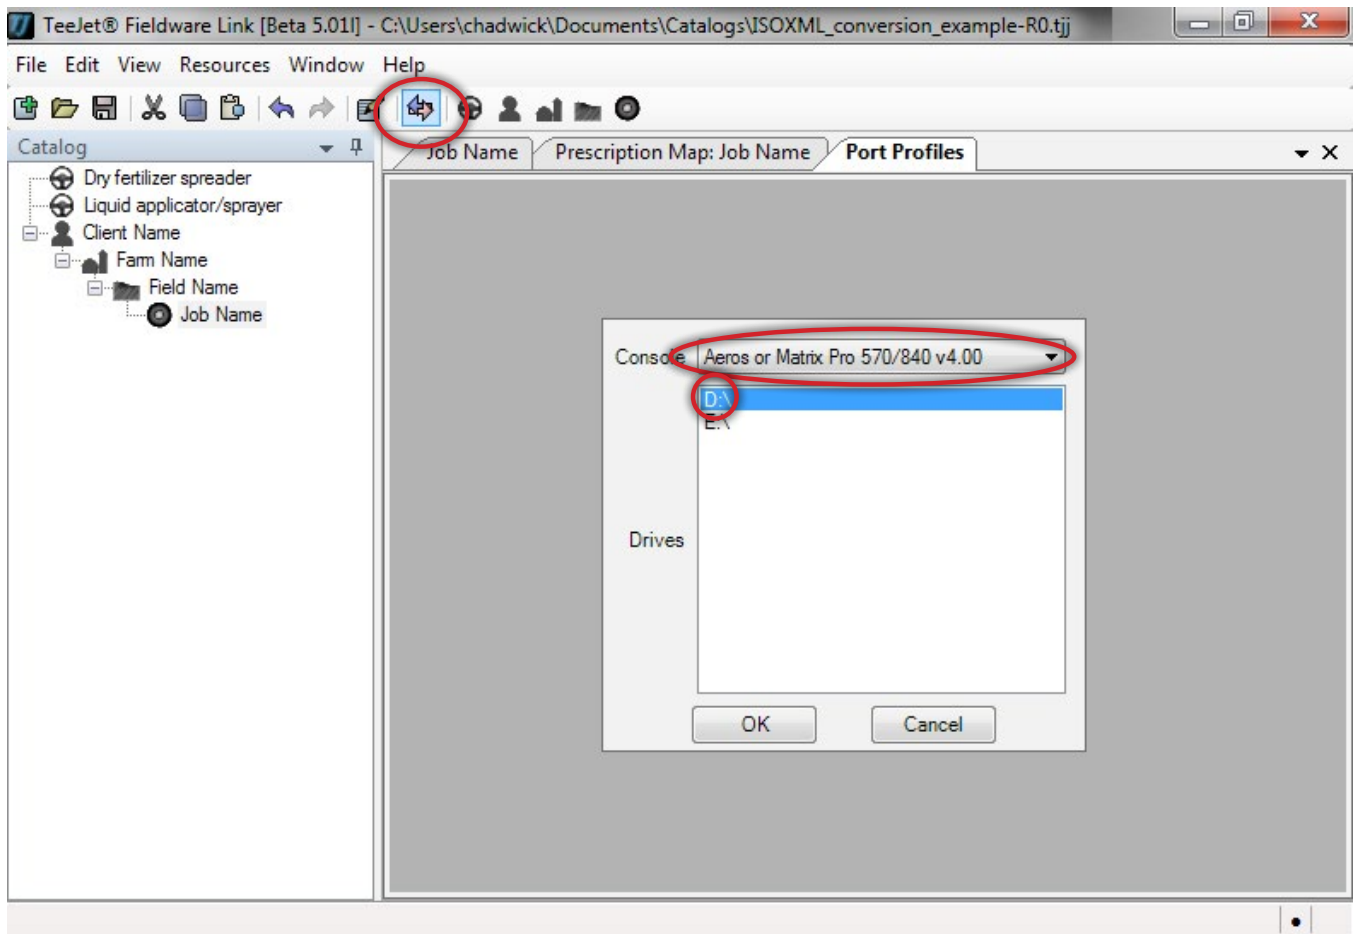 TeeJet® Fieldware Link [Beta 5.01l] - C:\Users\chadwick\Documents\Catalogs\ISOXML_conversion_example-R0.tjj
File Edit View Resources Window Help
Catalog
Job Name Prescription Map: Job Name Port Profiles
Dry fertilizer spreader
Liquid applicator/sprayer
Client Name
Farm Name
Field Name
Job Name
Console Aeros or Matrix Pro 570/840 v4.00
D:\
E:\
Drives
OK Cancel